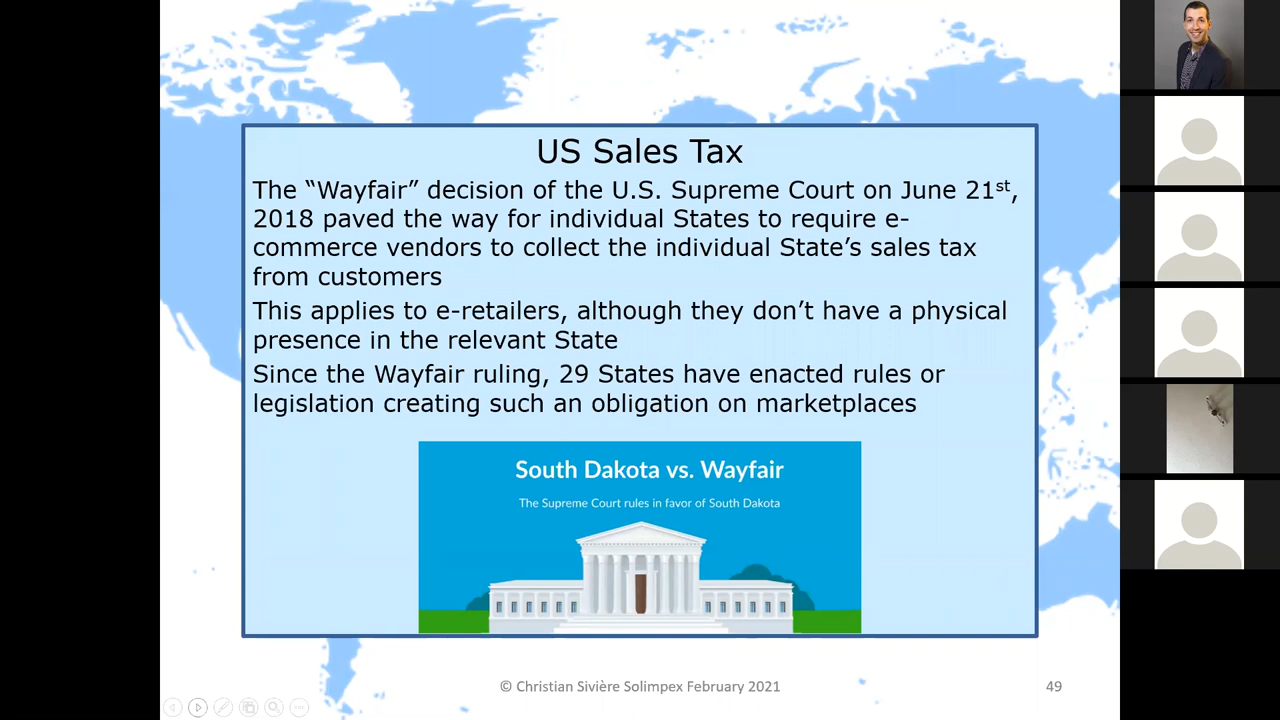 US Sales Tax
The “Wayfair” decision of the U.S. Supreme Court on June 21st,
2018 paved the way for individual States to require e-
commerce vendors to collect the individual State’s sales tax
from customers
This applies to e-retailers, although they don’t have a physical
presence in the relevant State
Since the Wayfair ruling, 29 States have enacted rules or
legislation creating such an obligation on marketplaces
South Dakota vs. Wayfair
The Supreme Court rules in favor of South Dakota
© Christian Sivière Solimpex February 2021
49